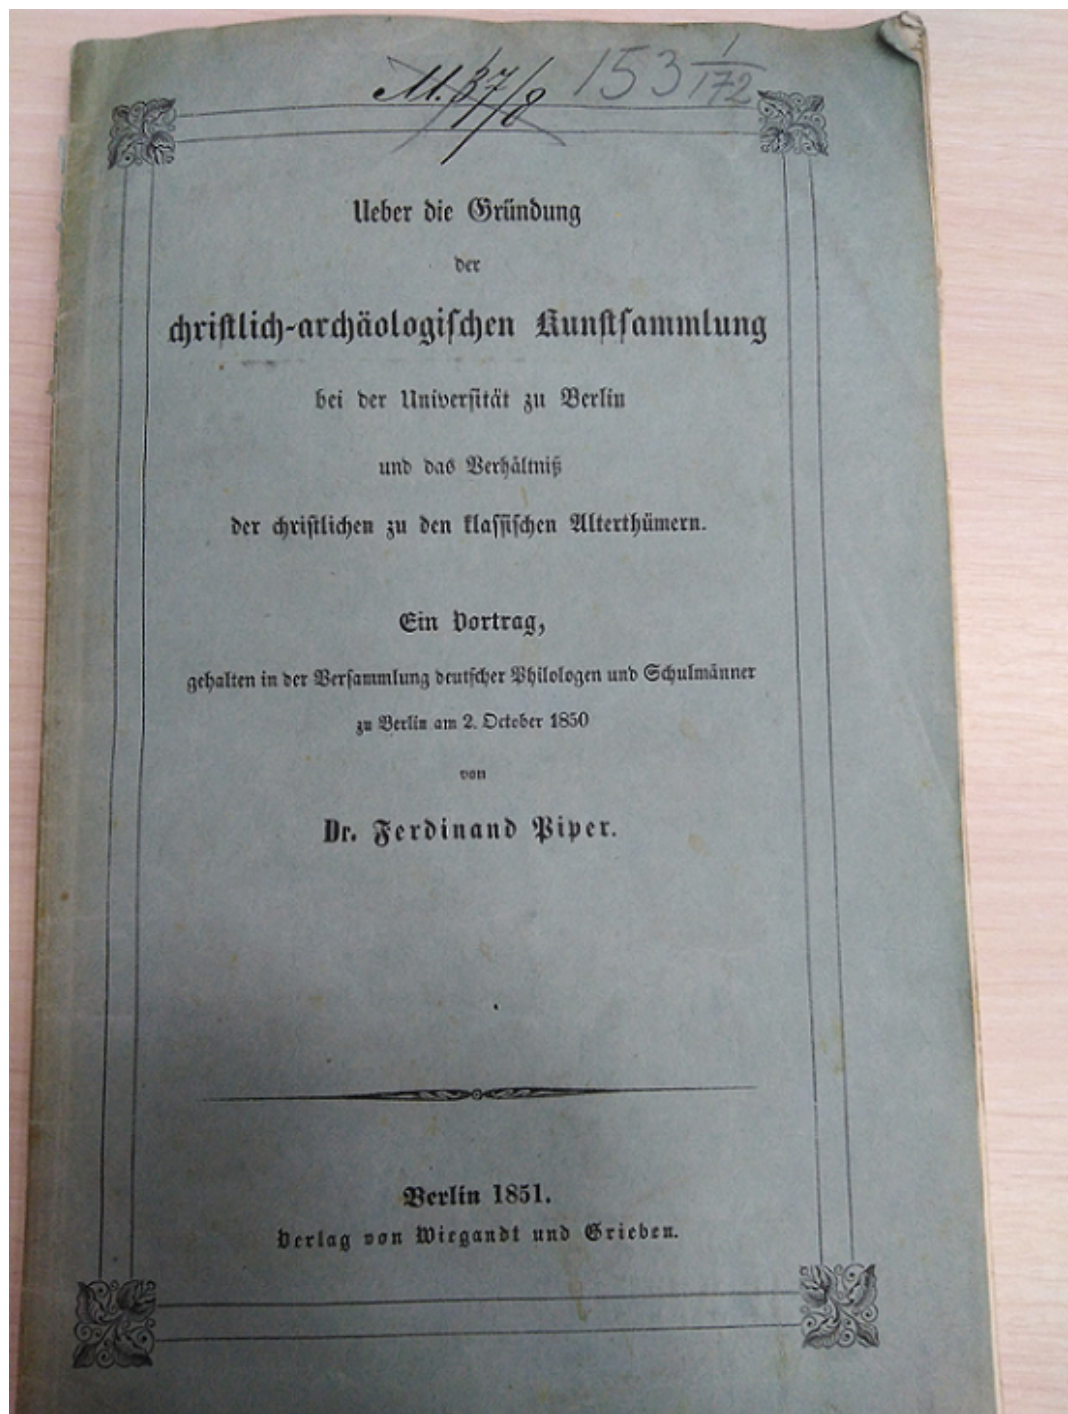 M. 37/8 153 1/172
Ueber die Gründung
der
christlich-archäologischen Kunstsammlung
bei der Universität zu Berlin
und das Verhältniß
der christlichen zu den klassischen Alterthümern.
Ein Vortrag,
gehalten in der Versammlung deutscher Philologen und Schulmänner
zu Berlin am 2. October 1850
von
Dr. Ferdinand Piper.
Berlin 1851.
Verlag von Wiegandt und Grieben.